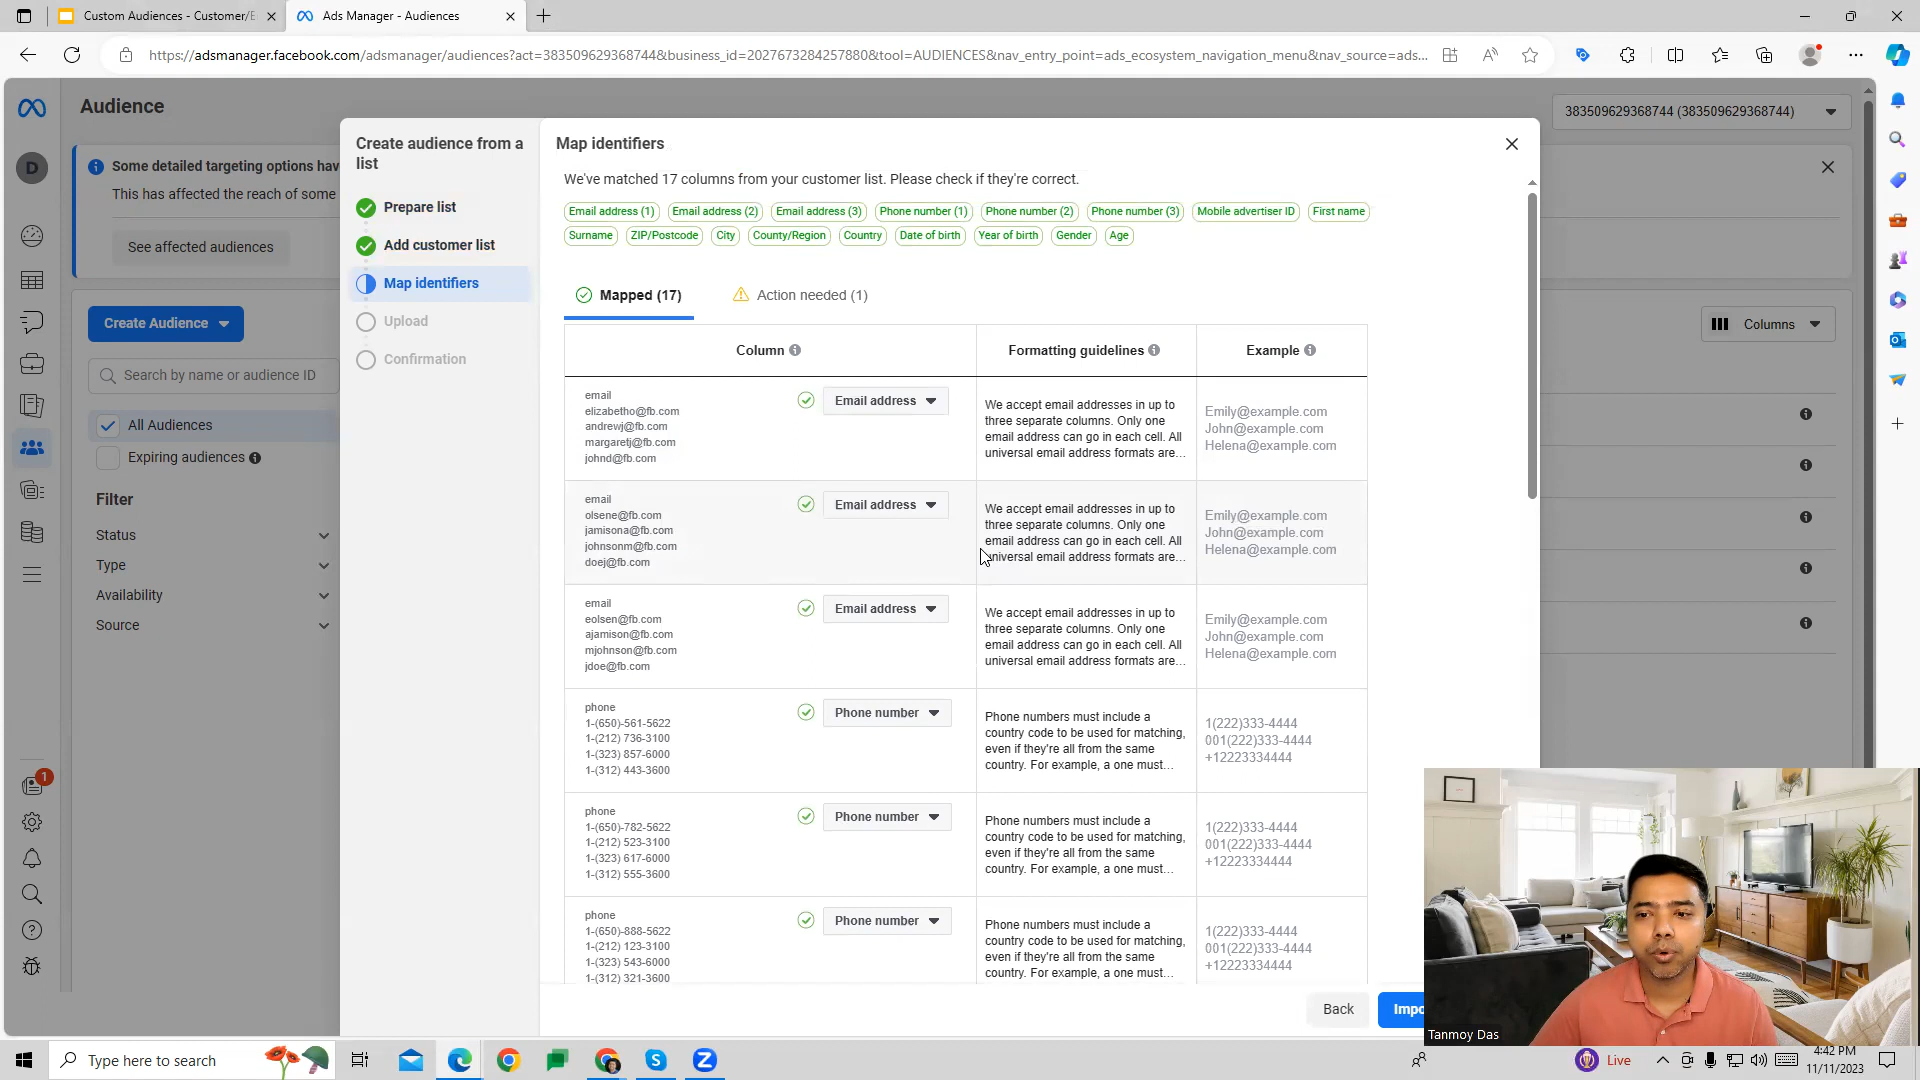 Custom Audiences - Customer/E
Ads Manager - Audiences
https://adsmanager.facebook.com/adsmanager/audiences?act=383509629368744&business_id=2027673284257880&tool=AUDIENCES&nav_entry_point=ads_ecosystem_navigation_menu&nav_source=ads...
Audience
383509629368744 (383509629368744)
D
Some detailed targeting options hav
This has affected the reach of some
See affected audiences
Create Audience
Columns
Search by name or audience ID
All Audiences
Expiring audiences
Filter
Status
Type
Availability
Source
1
Create audience from a
list
Prepare list
Add customer list
Map identifiers
Upload
Confirmation
Map identifiers
We've matched 17 columns from your customer list. Please check if they're correct.
Email address (1) Email address (2) Email address (3) Phone number (1) Phone number (2) Phone number (3) Mobile advertiser ID First name
Surname ZIP/Postcode City County/Region Country Date of birth Year of birth Gender Age
Mapped (17) Action needed (1)
Column Formatting guidelines Example
email
elizabetho@fb.com
andrewj@fb.com
margaretj@fb.com
johnd@fb.com
Email address
We accept email addresses in up to
three separate columns. Only one
email address can go in each cell. All
universal email address formats are...
Emily@example.com
John@example.com
Helena@example.com
email
olsene@fb.com
jamisona@fb.com
johnsonm@fb.com
doej@fb.com
Email address
We accept email addresses in up to
three separate columns. Only one
email address can go in each cell. All
universal email address formats are...
Emily@example.com
John@example.com
Helena@example.com
email
eolsen@fb.com
ajamison@fb.com
mjohnson@fb.com
jdoe@fb.com
Email address
We accept email addresses in up to
three separate columns. Only one
email address can go in each cell. All
universal email address formats are...
Emily@example.com
John@example.com
Helena@example.com
phone
1-(650)-561-5622
1-(212) 736-3100
1-(323) 857-6000
1-(312) 443-3600
Phone number
Phone numbers must include a
country code to be used for matching,
even if they're all from the same
country. For example, a one must...
1(222)333-4444
001(222)333-4444
+12223334444
phone
1-(650)-782-5622
1-(212) 523-3100
1-(323) 617-6000
1-(312) 555-3600
Phone number
Phone numbers must include a
country code to be used for matching,
even if they're all from the same
country. For example, a one must...
1(222)333-4444
001(222)333-4444
+12223334444
phone
1-(650)-888-5622
1-(212) 123-3100
1-(323) 543-6000
1-(312) 321-3600
Phone number
Phone numbers must include a
country code to be used for matching,
even if they're all from the same
country. For example, a one must...
1(222)333-4444
001(222)333-4444
+12223334444
Back
Impo
Tanmoy Das
Type here to search
Live
4:42 PM
11/11/2023